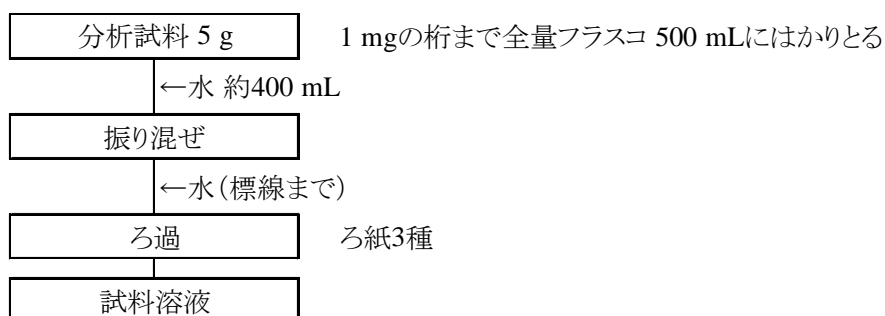 分析試料 5 g 1 mgの桁まで全量フラスコ 500 mLにはかりとる
←水 約400 mL
振り混ぜ
←水(標線まで)
ろ過 ろ紙3種
試料溶液